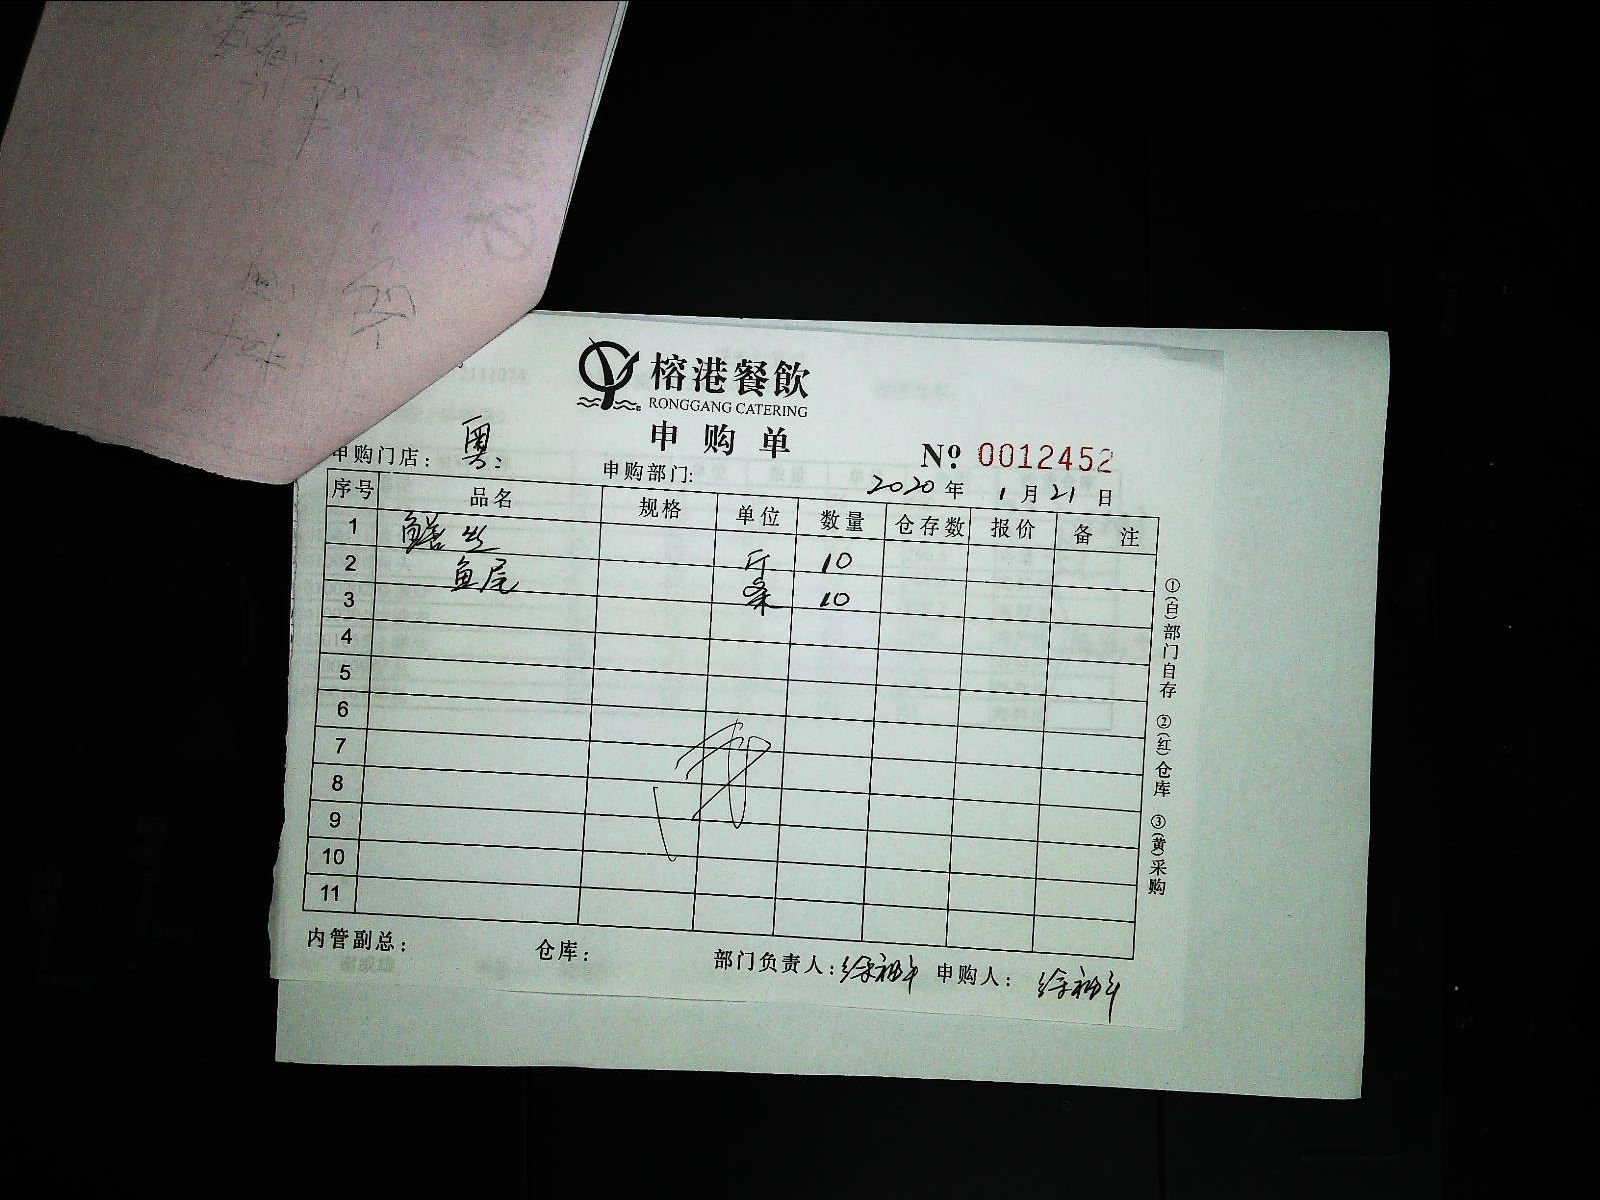 榕港餐飲
RONGGANG CATERING
申购单
№ 0012452
申购门店: 奥 申购部门: 2020年1月21日
序号 品名 规格 单位 数量 仓存数 报价 备注
1 鳝丝 斤 10
2 鱼尾 条 10
3
4
5
6
7
8
9
10
11
①(白)部门自存 ②(红)仓库 ③(黄)采购
内管副总: 仓库: 部门负责人: 申购人: